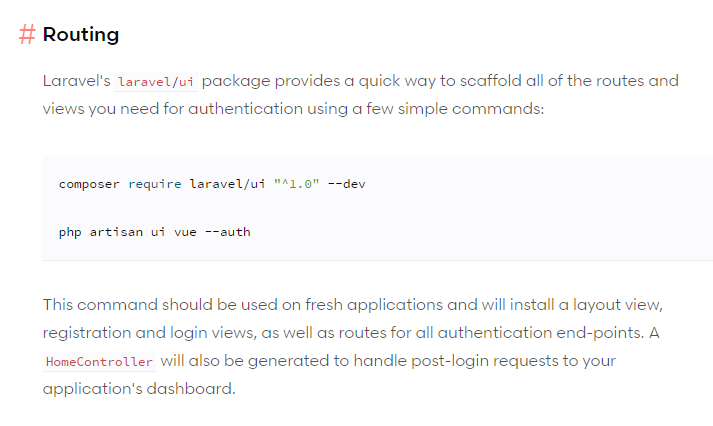 # Routing
Laravel's laravel/ui package provides a quick way to scaffold all of the routes and
views you need for authentication using a few simple commands:
composer require laravel/ui "^1.0" --dev
php artisan ui vue --auth
This command should be used on fresh applications and will install a layout view,
registration and login views, as well as routes for all authentication end-points. A
HomeController will also be generated to handle post-login requests to your
application's dashboard.